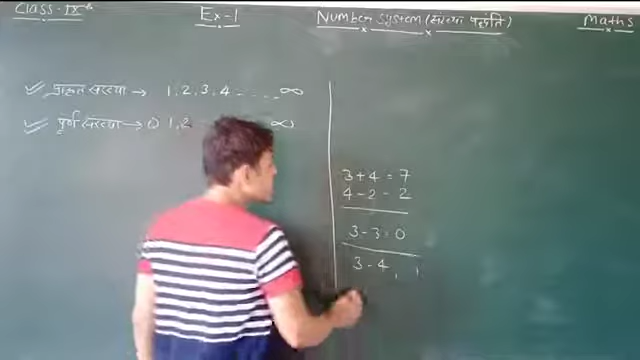 Class-IXth
Ex-1
Number System (संख्या पद्धति)
Maths
प्राकृत संख्या → 1, 2, 3, 4 ..... ∞
पूर्ण संख्या → 0, 1, 2 ∞
3 + 4 = 7
4 - 2 - 2
3 - 3 = 0
3 - 4